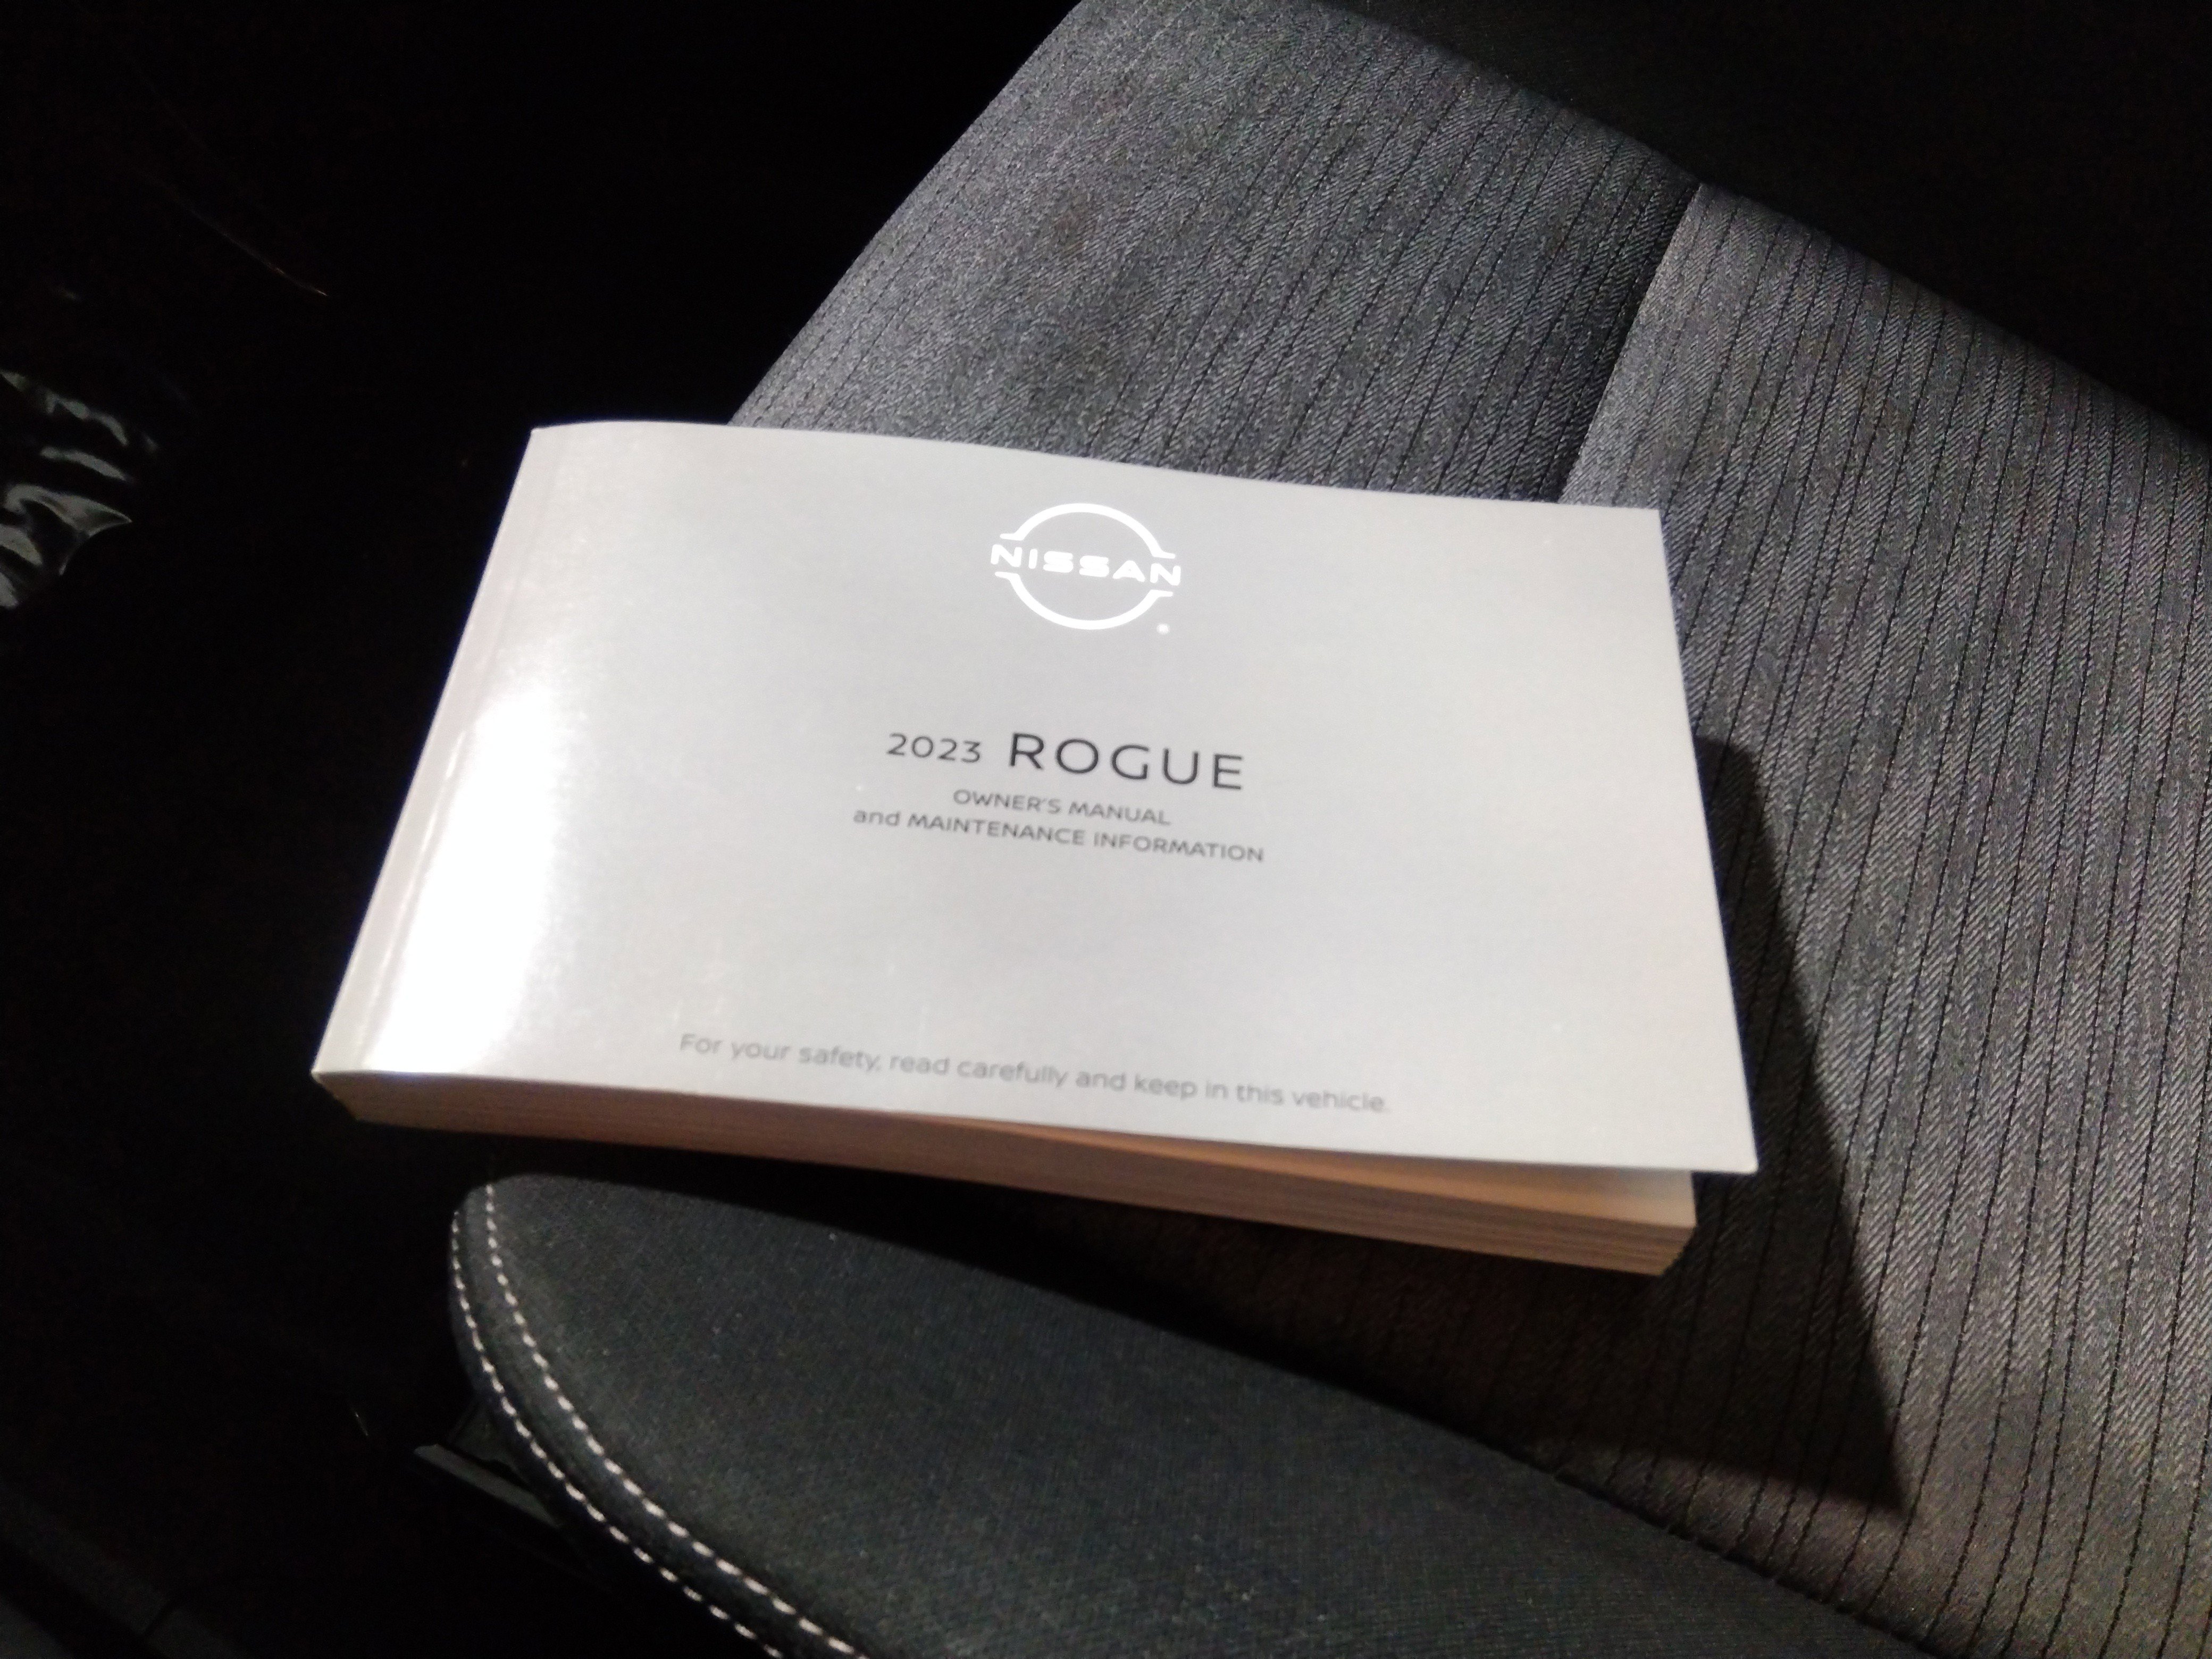 NISSAN
2023 ROGUE
OWNER'S MANUAL
and MAINTENANCE INFORMATION
For your safety, read carefully and keep in this vehicle.